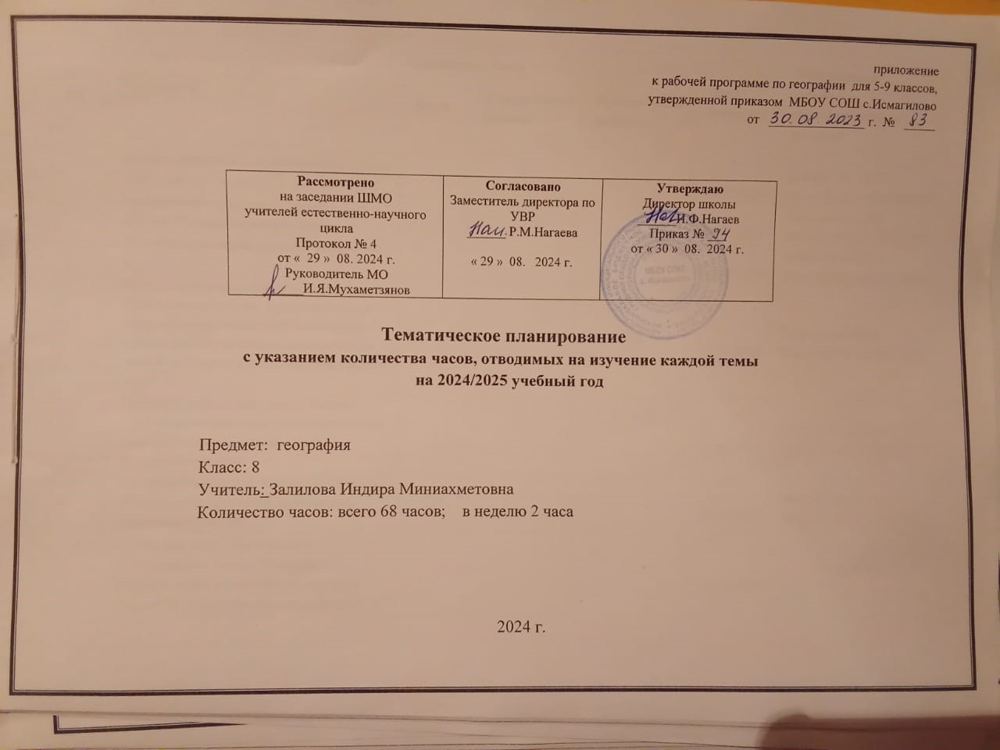 приложение
к рабочей программе по географии для 5-9 классов,
утвержденной приказом МБОУ СОШ с.Исмагилово
от 30.08.2023 г. № 83
Рассмотрено
на заседании ШМО
учителей естественно-научного
цикла
Протокол № 4
от « 29 » 08. 2024 г.
Руководитель МО
И.Я.Мухаметзянов
Согласовано
Заместитель директора по
УВР
Р.М.Нагаева
« 29 » 08. 2024 г.
Утверждаю
Директор школы
И.Ф.Нагаев
Приказ № 94
от « 30 » 08. 2024 г.
МБОУ СОШ
Тематическое планирование
с указанием количества часов, отводимых на изучение каждой темы
на 2024/2025 учебный год
Предмет: география
Класс: 8
Учитель: Залилова Индира Миниахметовна
Количество часов: всего 68 часов; в неделю 2 часа
2024 г.